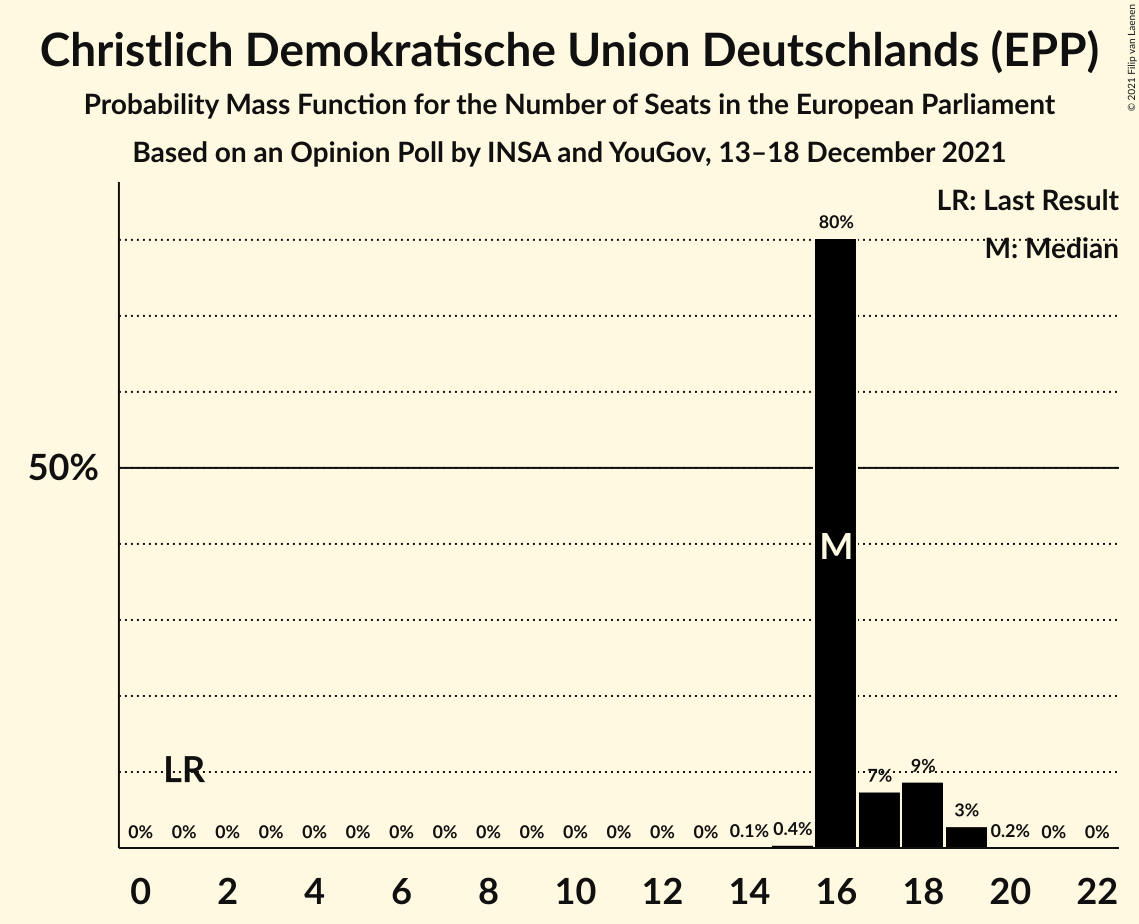 Christlich Demokratische Union Deutschlands (EPP)
Probability Mass Function for the Number of Seats in the European Parliament
Based on an Opinion Poll by INSA and YouGov, 13–18 December 2021
© 2021 Filip van Laenen
LR: Last Result
M: Median
80%
50%
M
LR
0% 0% 0% 0% 0% 0% 0% 0% 0% 0% 0% 0% 0% 0% 0.1% 0.4% 7% 9% 3% 0.2% 0% 0%
0 2 4 6 8 10 12 14 16 18 20 22